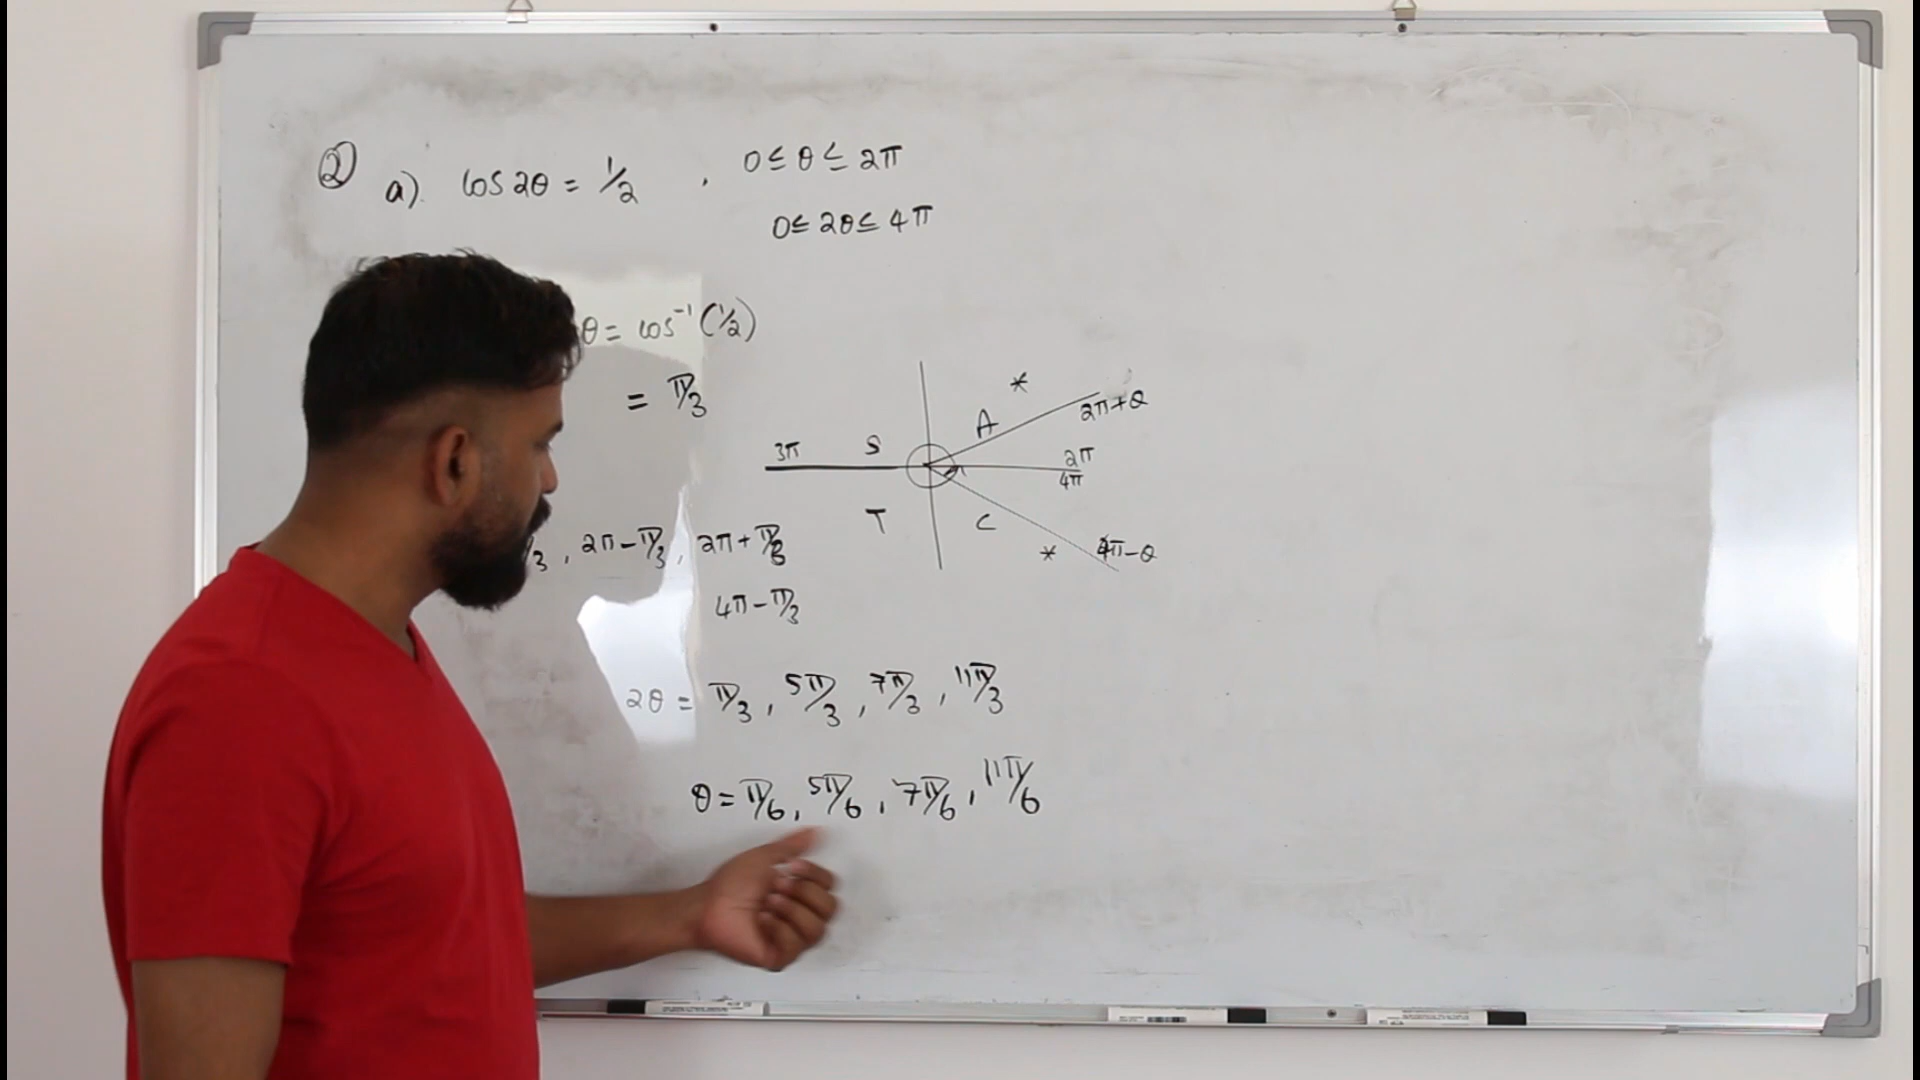 ② a). cos 2θ = 1/2 , 0 ≤ θ ≤ 2π
0 ≤ 2θ ≤ 4π
θ = cos⁻¹ (1/2)
= π/3
*
A 2π+θ
3π S 2π
4π
T C
* 4π-θ
/3 , 2π - π/3 , 2π + π/3
4π - π/3
2θ = π/3 , 5π/3 , 7π/3 , 11π/3
θ = π/6 , 5π/6 , 7π/6 , 11π/6